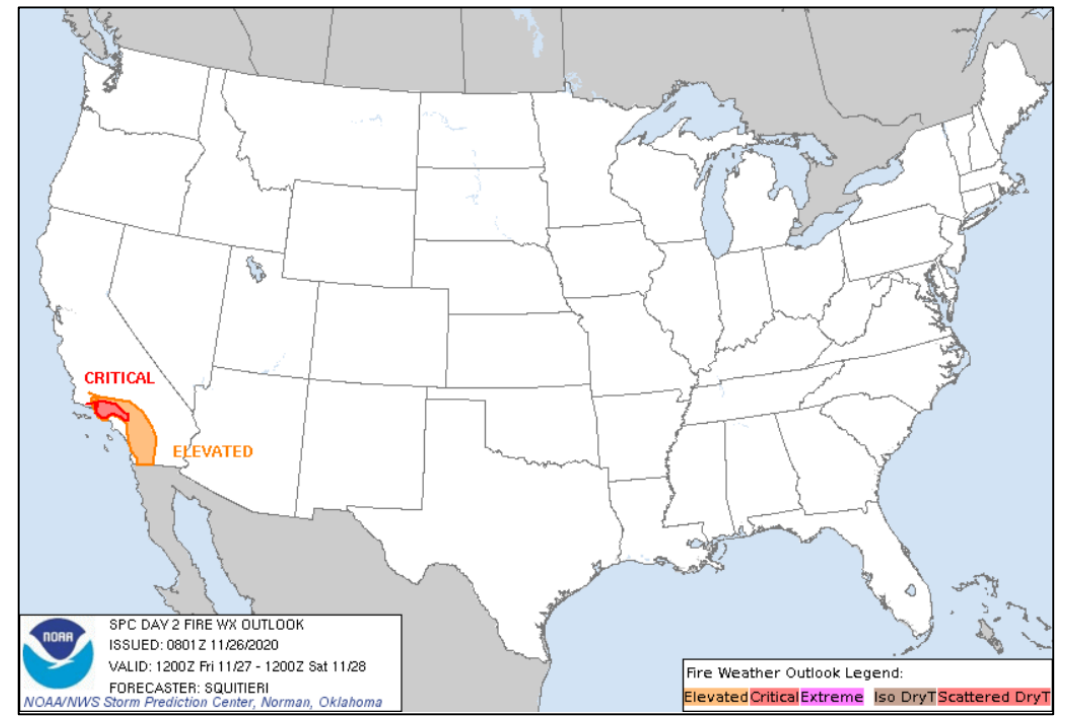 CRITICAL
ELEVATED
NOAA
SPC DAY 2 FIRE WX OUTLOOK
ISSUED: 0801Z 11/26/2020
VALID: 1200Z Fri 11/27 - 1200Z Sat 11/28
FORECASTER: SQUITIERI
NOAA/NWS Storm Prediction Center, Norman, Oklahoma
Fire Weather Outlook Legend:
Elevated Critical Extreme Iso DryT Scattered DryT